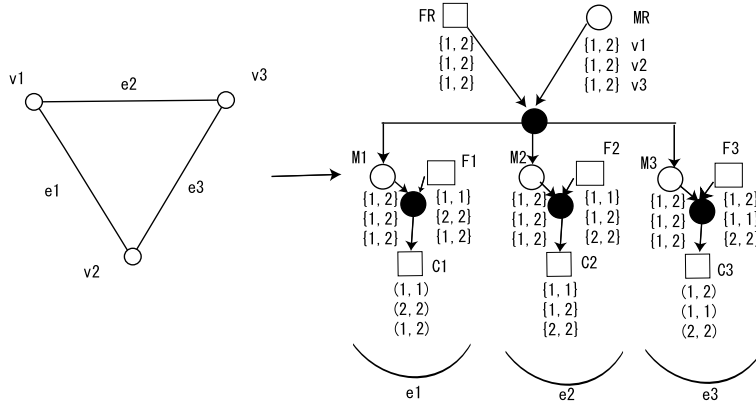 FR MR
{1, 2} {1, 2} v1
{1, 2} {1, 2} v2
{1, 2} {1, 2} v3
v1 e2 v3
e1 e3
v2
M1 F1 M2 F2 M3 F3
{1, 2} {1, 1} {1, 2} {1, 1} {1, 2} {1, 2}
{1, 2} {2, 2} {1, 2} {1, 2} {1, 2} {1, 1}
{1, 2} {1, 2} {1, 2} {2, 2} {1, 2} {2, 2}
C1 C2 C3
(1, 1) {1, 1} (1, 2)
(2, 2) {1, 2} (1, 1)
(1, 2) {2, 2} (2, 2)
e1 e2 e3